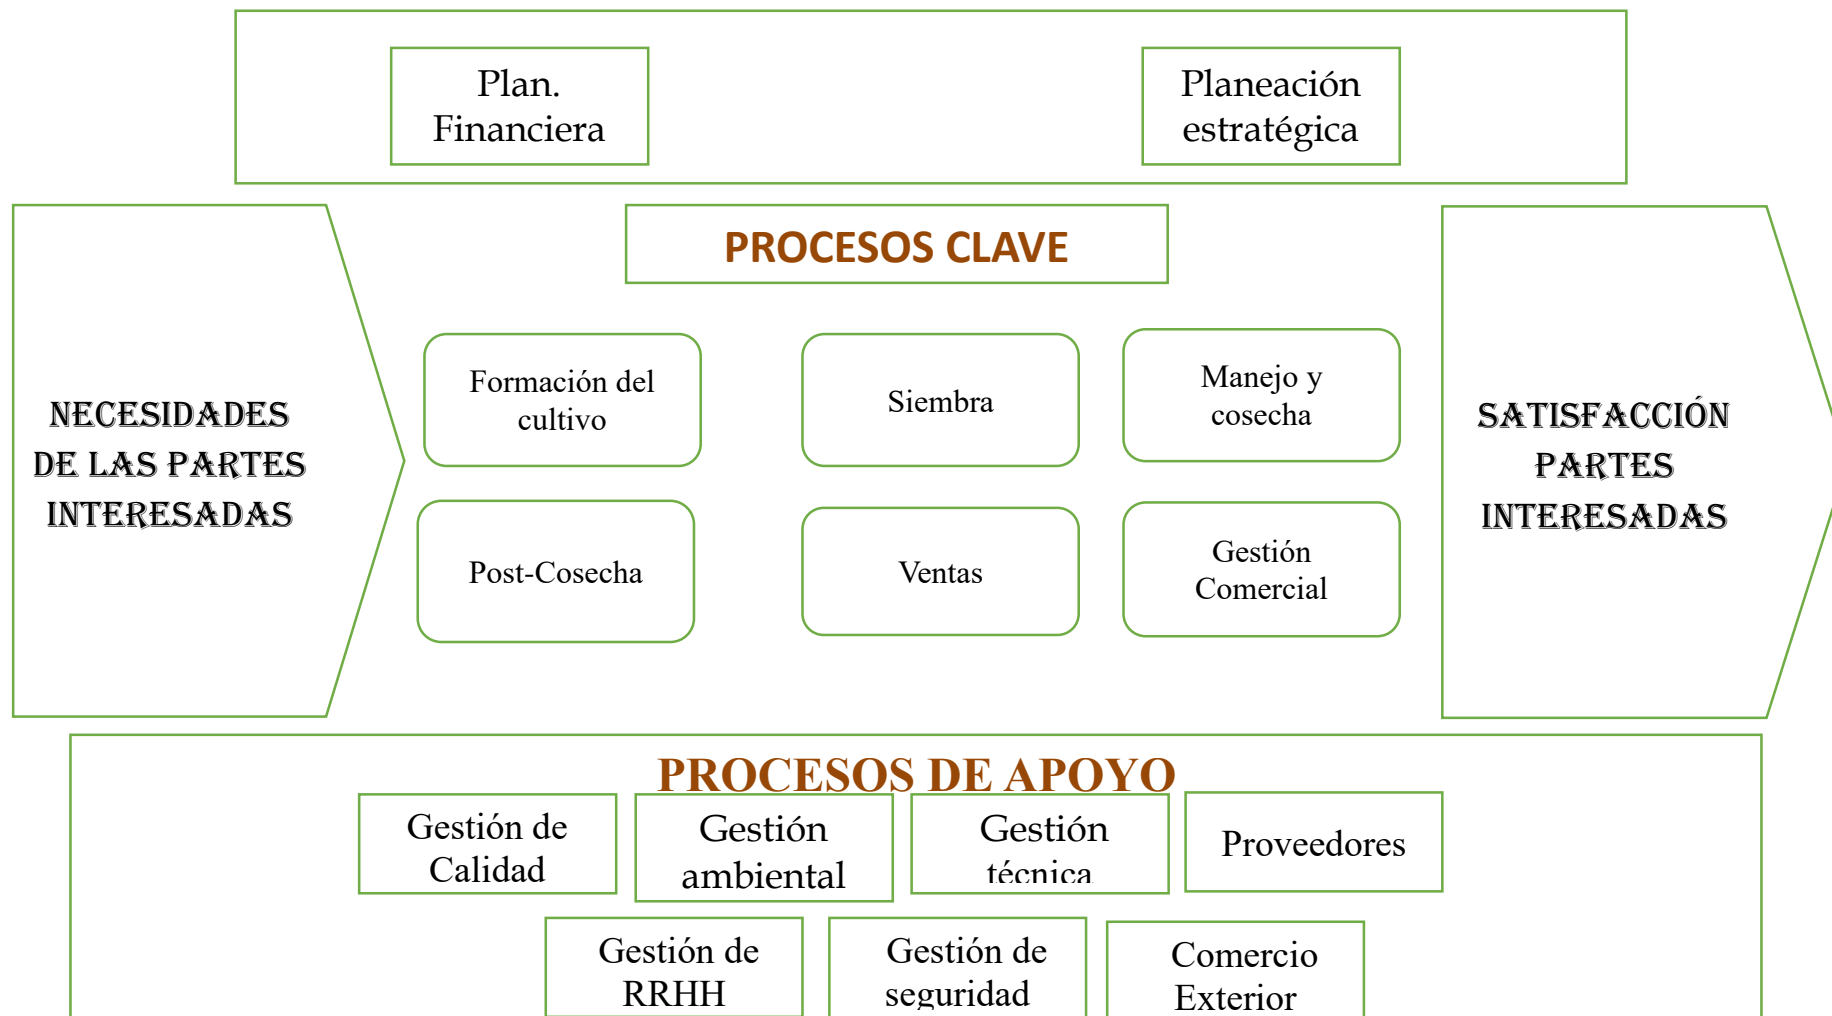 Plan.
Financiera
Planeación
estratégica
PROCESOS CLAVE
NECESIDADES
DE LAS PARTES
INTERESADAS
Formación del
cultivo
Siembra
Manejo y
cosecha
Post-Cosecha
Ventas
Gestión
Comercial
SATISFACCIÓN
PARTES
INTERESADAS
PROCESOS DE APOYO
Gestión de
Calidad
Gestión
ambiental
Gestión
técnica
Proveedores
Gestión de
RRHH
Gestión de
seguridad
Comercio
Exterior